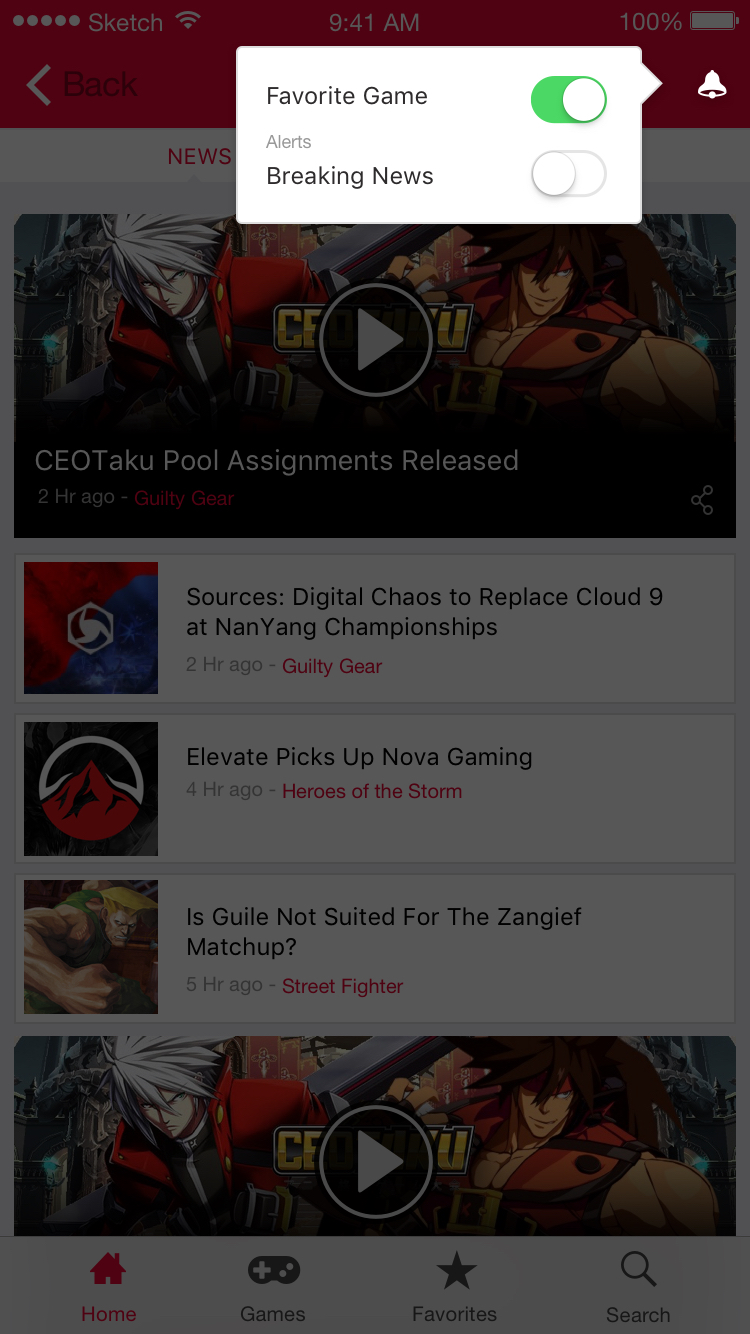 Sketch 9:41 AM 100%
Back
Favorite Game
Alerts
Breaking News
NEWS
CEOTaku Pool Assignments Released
2 Hr ago - Guilty Gear
Sources: Digital Chaos to Replace Cloud 9
at NanYang Championships
2 Hr ago - Guilty Gear
Elevate Picks Up Nova Gaming
4 Hr ago - Heroes of the Storm
Is Guile Not Suited For The Zangief
Matchup?
5 Hr ago - Street Fighter
Home Games Favorites Search